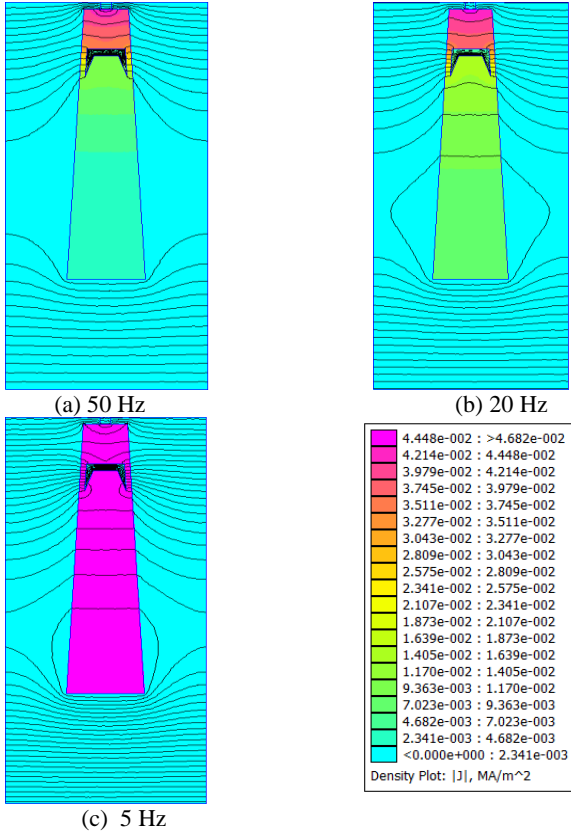 (a) 50 Hz
(b) 20 Hz
4.448e-002 : >4.682e-002
4.214e-002 : 4.448e-002
3.979e-002 : 4.214e-002
3.745e-002 : 3.979e-002
3.511e-002 : 3.745e-002
3.277e-002 : 3.511e-002
3.043e-002 : 3.277e-002
2.809e-002 : 3.043e-002
2.575e-002 : 2.809e-002
2.341e-002 : 2.575e-002
2.107e-002 : 2.341e-002
1.873e-002 : 2.107e-002
1.639e-002 : 1.873e-002
1.405e-002 : 1.639e-002
1.170e-002 : 1.405e-002
9.363e-003 : 1.170e-002
7.023e-003 : 9.363e-003
4.682e-003 : 7.023e-003
2.341e-003 : 4.682e-003
<0.000e+000 : 2.341e-003
Density Plot: |J|, MA/m^2
(c) 5 Hz